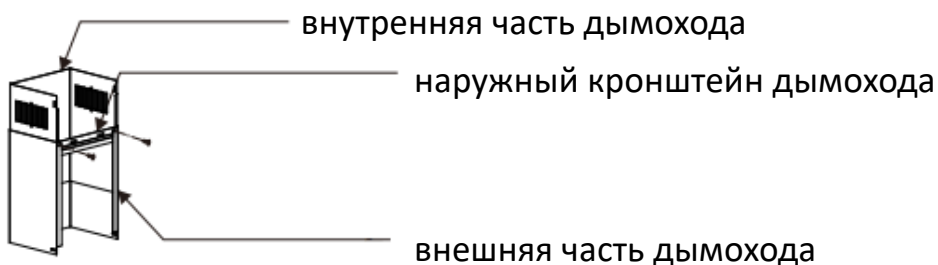 внутренняя часть дымохода
наружный кронштейн дымохода
внешняя часть дымохода